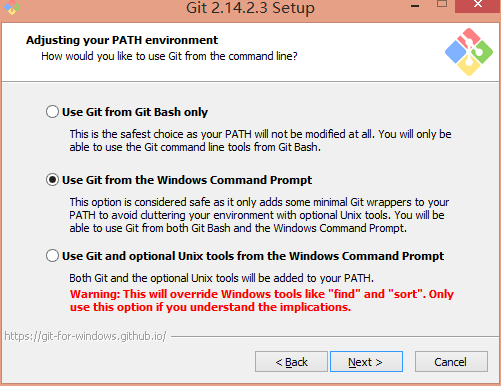 Git 2.14.2.3 Setup
Adjusting your PATH environment
How would you like to use Git from the command line?
Use Git from Git Bash only
This is the safest choice as your PATH will not be modified at all. You will only be
able to use the Git command line tools from Git Bash.
Use Git from the Windows Command Prompt
This option is considered safe as it only adds some minimal Git wrappers to your
PATH to avoid cluttering your environment with optional Unix tools. You will be
able to use Git from both Git Bash and the Windows Command Prompt.
Use Git and optional Unix tools from the Windows Command Prompt
Both Git and the optional Unix tools will be added to your PATH.
Warning: This will override Windows tools like "find" and "sort". Only
use this option if you understand the implications.
https://git-for-windows.github.io/
< Back Next > Cancel